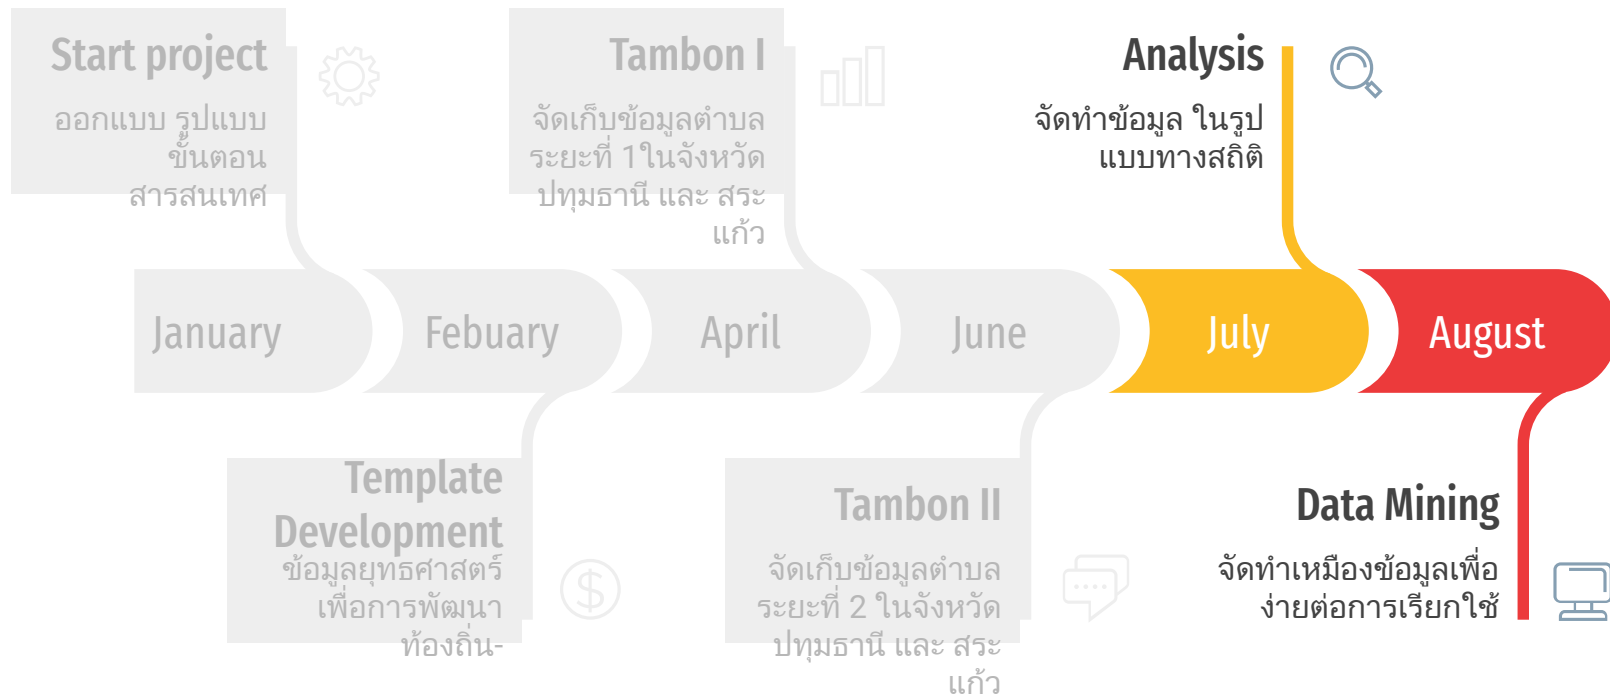 Start project
ออกแบบ รูปแบบ
ขั้นตอน
สารสนเทศ
Tambon I
จัดเก็บข้อมูลตำบล
ระยะที่ 1ในจังหวัด
ปทุมธานี และ สระ
แก้ว
Analysis
จัดทำข้อมูล ในรูป
แบบทางสถิติ
January
Febuary
April
June
July
August
Template
Development
ข้อมูลยุทธศาสตร์
เพื่อการพัฒนา
ท้องถิ่น-
Tambon II
จัดเก็บข้อมูลตำบล
ระยะที่ 2 ในจังหวัด
ปทุมธานี และ สระ
แก้ว
Data Mining
จัดทำเหมืองข้อมูลเพื่อ
ง่ายต่อการเรียกใช้